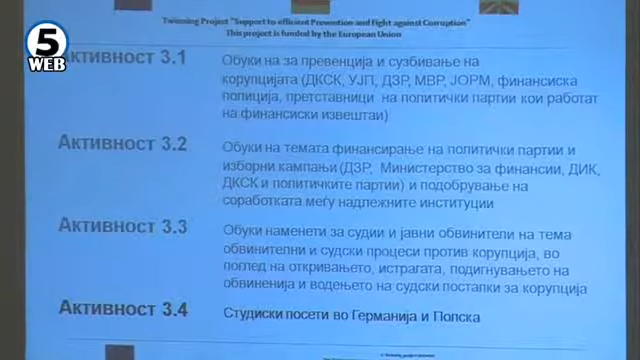 Twinning Project "Support to efficient Prevention and Fight against Corruption"
This project is funded by the European Union
5
WEB
Активност 3.1
Обуки на за превенција и сузбивање на
корупцијата (ДКСК, УЈП, ДЗР, МВР, ЈОРМ, финансиска
полиција, претставници на политички партии кои работат
на финансиски извештаи)
Активност 3.2
Обуки на темата финансирање на политички партии и
изборни кампањи (ДЗР, Министерство за финансии, ДИК,
ДКСК и политичките партии) и подобрување на
соработката меѓу надлежните институции
Активност 3.3
Обуки наменети за судии и јавни обвинители на тема
обвинителни и судски процеси против корупција, во
поглед на откривањето, истрагата, подигнувањето на
обвиненија и водењето на судски постапки за корупција
Активност 3.4
Студиски посети во Германија и Полска